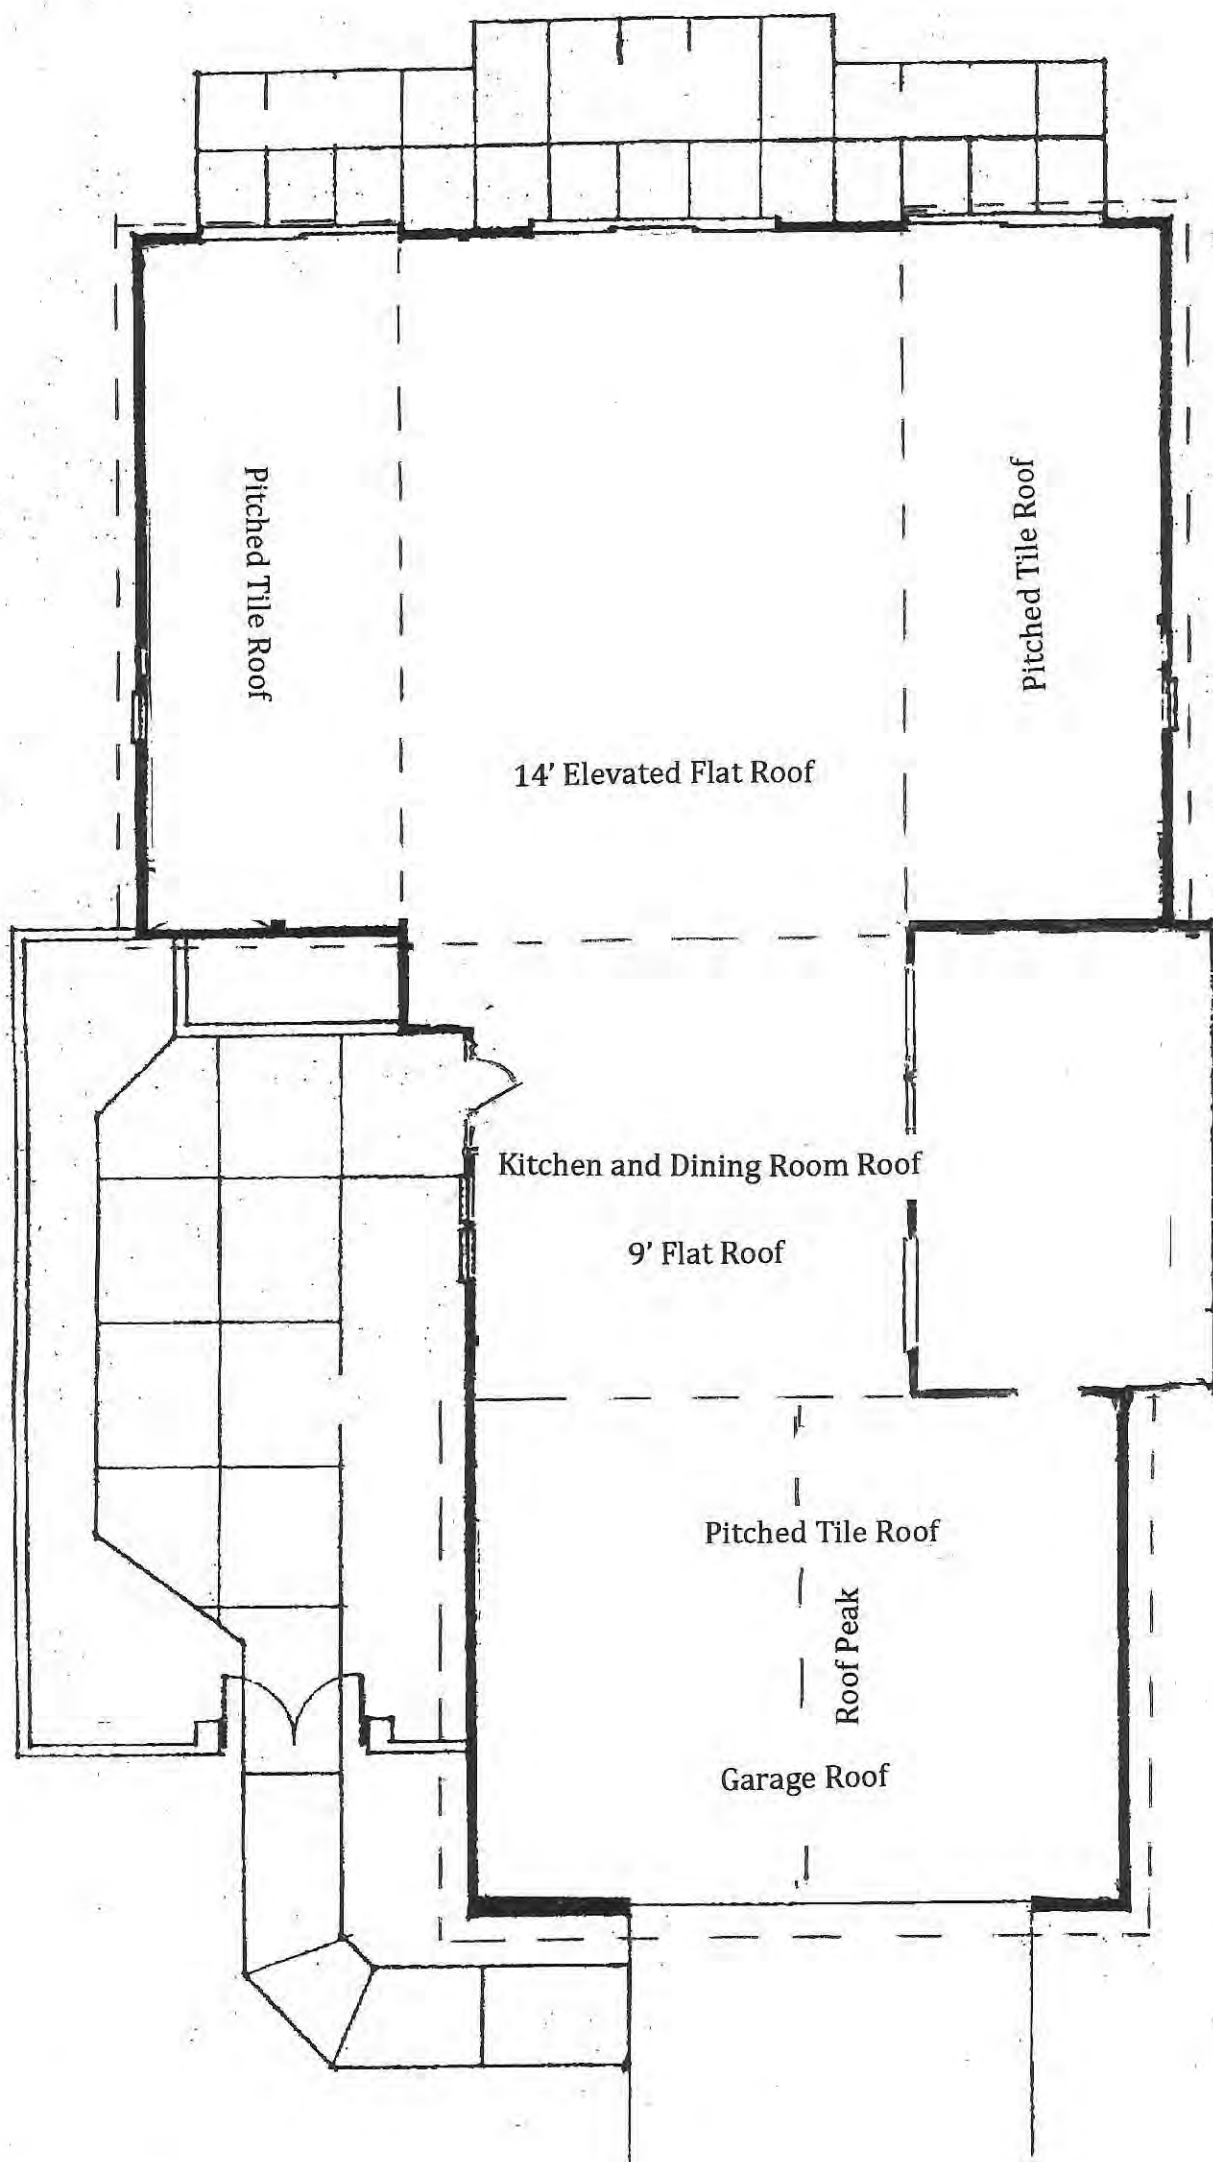 Pitched Tile Roof
Pitched Tile Roof
14' Elevated Flat Roof
Kitchen and Dining Room Roof
9' Flat Roof
Pitched Tile Roof
Roof Peak
Garage Roof